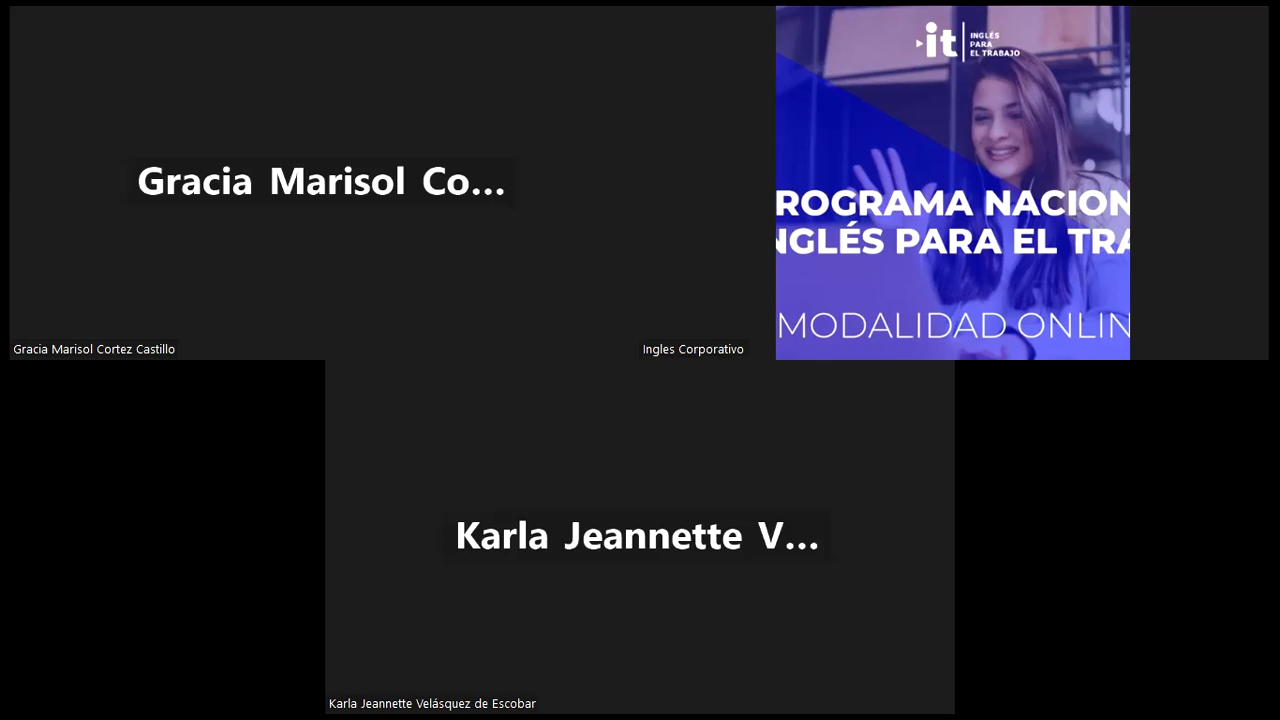 Gracia Marisol Co...
Gracia Marisol Cortez Castillo
it
INGLÉS
PARA
EL TRABAJO
ROGRAMA NACION
NGLÉS PARA EL TRA
MODALIDAD ONLIN
Ingles Corporativo
Karla Jeannette V...
Karla Jeannette Velásquez de Escobar